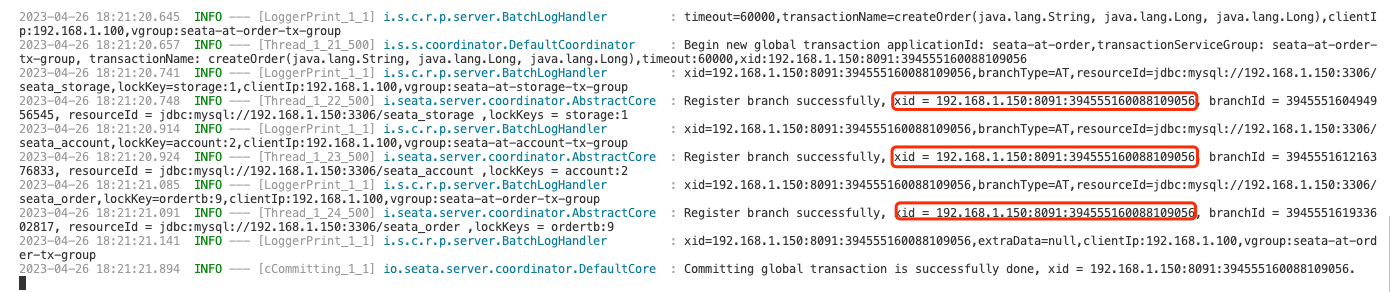 2023-04-26 18:21:20.645  INFO --- [LoggerPrint_1_1] i.s.c.r.p.server.BatchLogHandler         : timeout=60000,transactionName=createOrder(java.lang.String, java.lang.Long, java.lang.Long),clientI
p:192.168.1.100,vgroup:seata-at-order-tx-group
2023-04-26 18:21:20.657  INFO --- [Thread_1_21_500] i.s.s.coordinator.DefaultCoordinator     : Begin new global transaction applicationId: seata-at-order,transactionServiceGroup: seata-at-order-
tx-group, transactionName: createOrder(java.lang.String, java.lang.Long, java.lang.Long),timeout:60000,xid:192.168.1.150:8091:394555160088109056
2023-04-26 18:21:20.741  INFO --- [LoggerPrint_1_1] i.s.c.r.p.server.BatchLogHandler         : xid=192.168.1.150:8091:394555160088109056,branchType=AT,resourceId=jdbc:mysql://192.168.1.150:3306/
seata_storage,lockKey=storage:1,clientIp:192.168.1.100,vgroup:seata-at-storage-tx-group
2023-04-26 18:21:20.748  INFO --- [Thread_1_22_500] i.seata.server.coordinator.AbstractCore  : Register branch successfully, xid = 192.168.1.150:8091:394555160088109056, branchId = 3945551604949
56545, resourceId = jdbc:mysql://192.168.1.150:3306/seata_storage ,lockKeys = storage:1
2023-04-26 18:21:20.914  INFO --- [LoggerPrint_1_1] i.s.c.r.p.server.BatchLogHandler         : xid=192.168.1.150:8091:394555160088109056,branchType=AT,resourceId=jdbc:mysql://192.168.1.150:3306/
seata_account,lockKey=account:2,clientIp:192.168.1.100,vgroup:seata-at-account-tx-group
2023-04-26 18:21:20.924  INFO --- [Thread_1_23_500] i.seata.server.coordinator.AbstractCore  : Register branch successfully, xid = 192.168.1.150:8091:394555160088109056, branchId = 3945551612163
76833, resourceId = jdbc:mysql://192.168.1.150:3306/seata_account ,lockKeys = account:2
2023-04-26 18:21:21.085  INFO --- [LoggerPrint_1_1] i.s.c.r.p.server.BatchLogHandler         : xid=192.168.1.150:8091:394555160088109056,branchType=AT,resourceId=jdbc:mysql://192.168.1.150:3306/
seata_order,lockKey=ordertb:9,clientIp:192.168.1.100,vgroup:seata-at-order-tx-group
2023-04-26 18:21:21.091  INFO --- [Thread_1_24_500] i.seata.server.coordinator.AbstractCore  : Register branch successfully, xid = 192.168.1.150:8091:394555160088109056, branchId = 3945551619336
02817, resourceId = jdbc:mysql://192.168.1.150:3306/seata_order ,lockKeys = ordertb:9
2023-04-26 18:21:21.141  INFO --- [LoggerPrint_1_1] i.s.c.r.p.server.BatchLogHandler         : xid=192.168.1.150:8091:394555160088109056,extraData=null,clientIp:192.168.1.100,vgroup:seata-at-ord
er-tx-group
2023-04-26 18:21:21.894  INFO --- [cCommitting_1_1] io.seata.server.coordinator.DefaultCore  : Committing global transaction is successfully done, xid = 192.168.1.150:8091:394555160088109056.